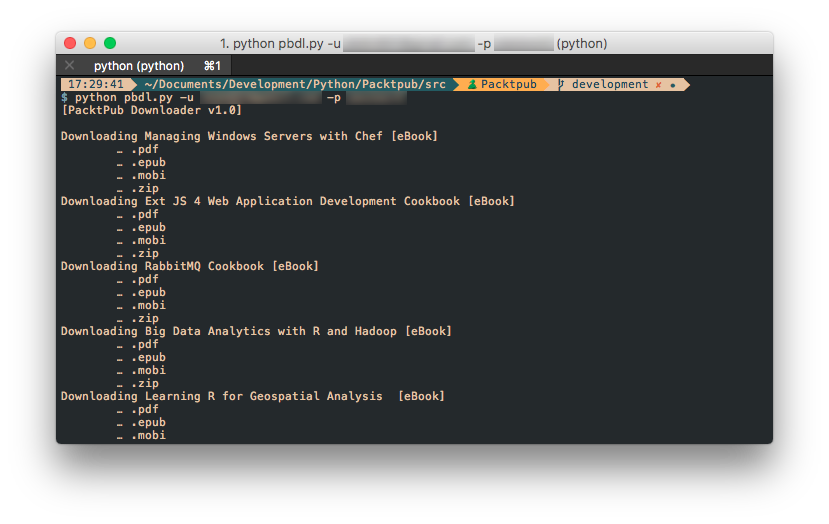 1. python pbdl.py -u -p (python)
python (python) ⌘1
17:29:41 ~/Documents/Development/Python/Packtpub/src Packtpub development ✘ •
$ python pbdl.py -u -p
[PacktPub Downloader v1.0]
Downloading Managing Windows Servers with Chef [eBook]
… .pdf
… .epub
… .mobi
… .zip
Downloading Ext JS 4 Web Application Development Cookbook [eBook]
… .pdf
… .epub
… .mobi
… .zip
Downloading RabbitMQ Cookbook [eBook]
… .pdf
… .epub
… .mobi
… .zip
Downloading Big Data Analytics with R and Hadoop [eBook]
… .pdf
… .epub
… .mobi
… .zip
Downloading Learning R for Geospatial Analysis  [eBook]
… .pdf
… .epub
… .mobi